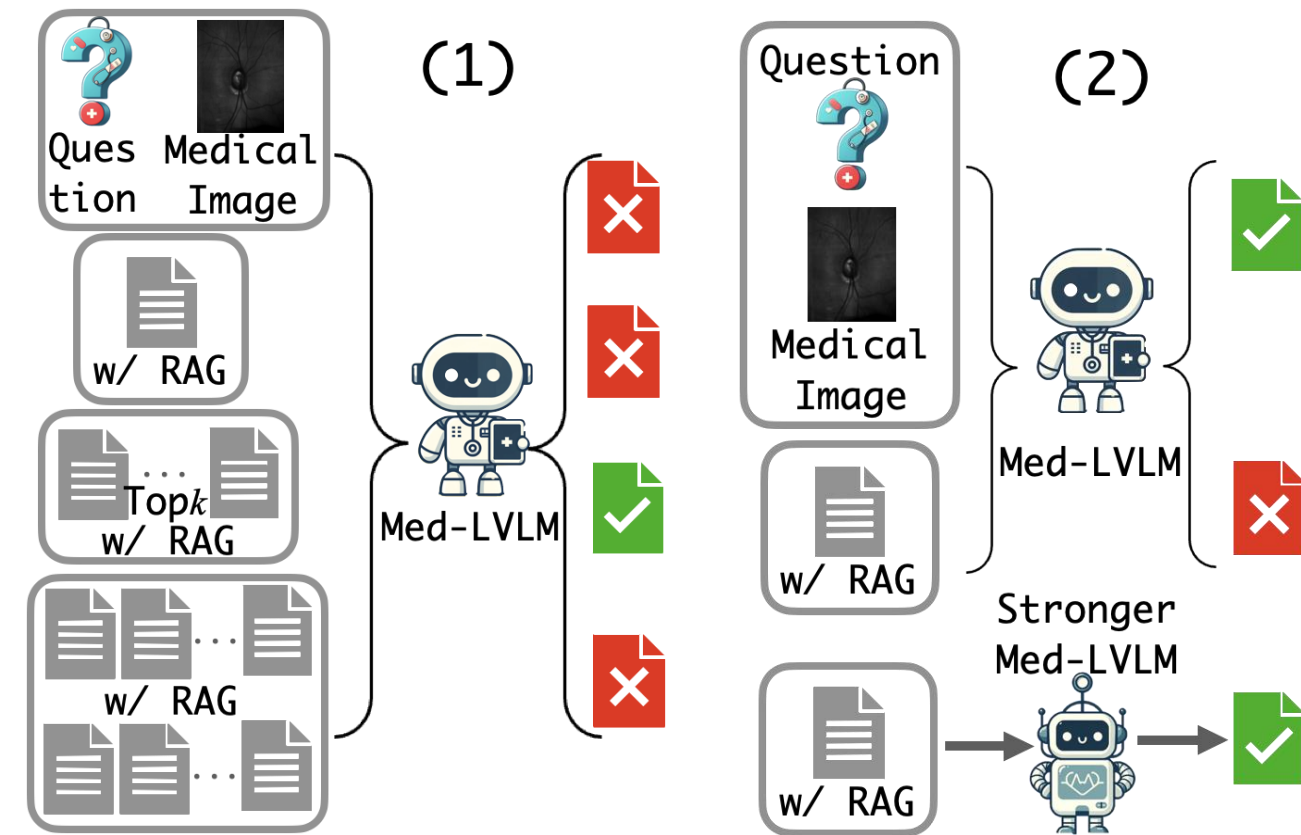 (1)
Ques
tion
Medical
Image
w/ RAG
... Topk
w/ RAG
...
w/ RAG
...
Med-LVLM
(2)
Question
Medical
Image
w/ RAG
Med-LVLM
Stronger
Med-LVLM
w/ RAG